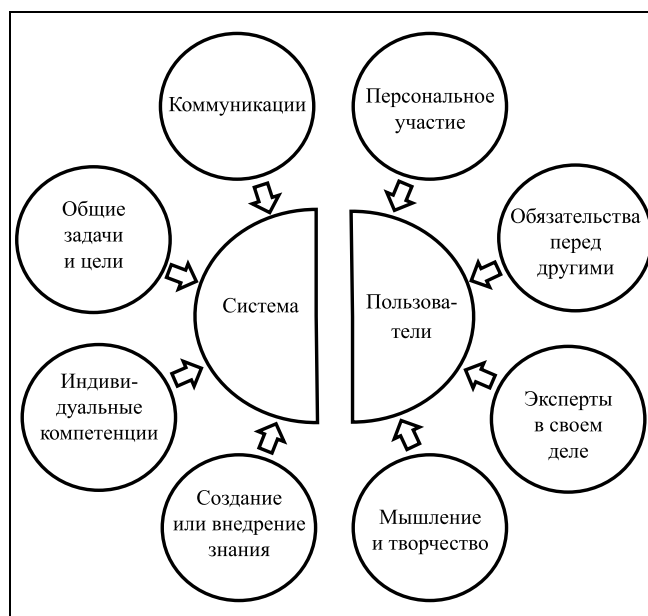 Коммуникации
Персональное
участие
Общие
задачи
и цели
Обязательства
перед
другими
Система
Пользова-
тели
Индиви-
дуальные
компетенции
Эксперты
в своем
деле
Создание
или внедрение
знания
Мышление
и творчество